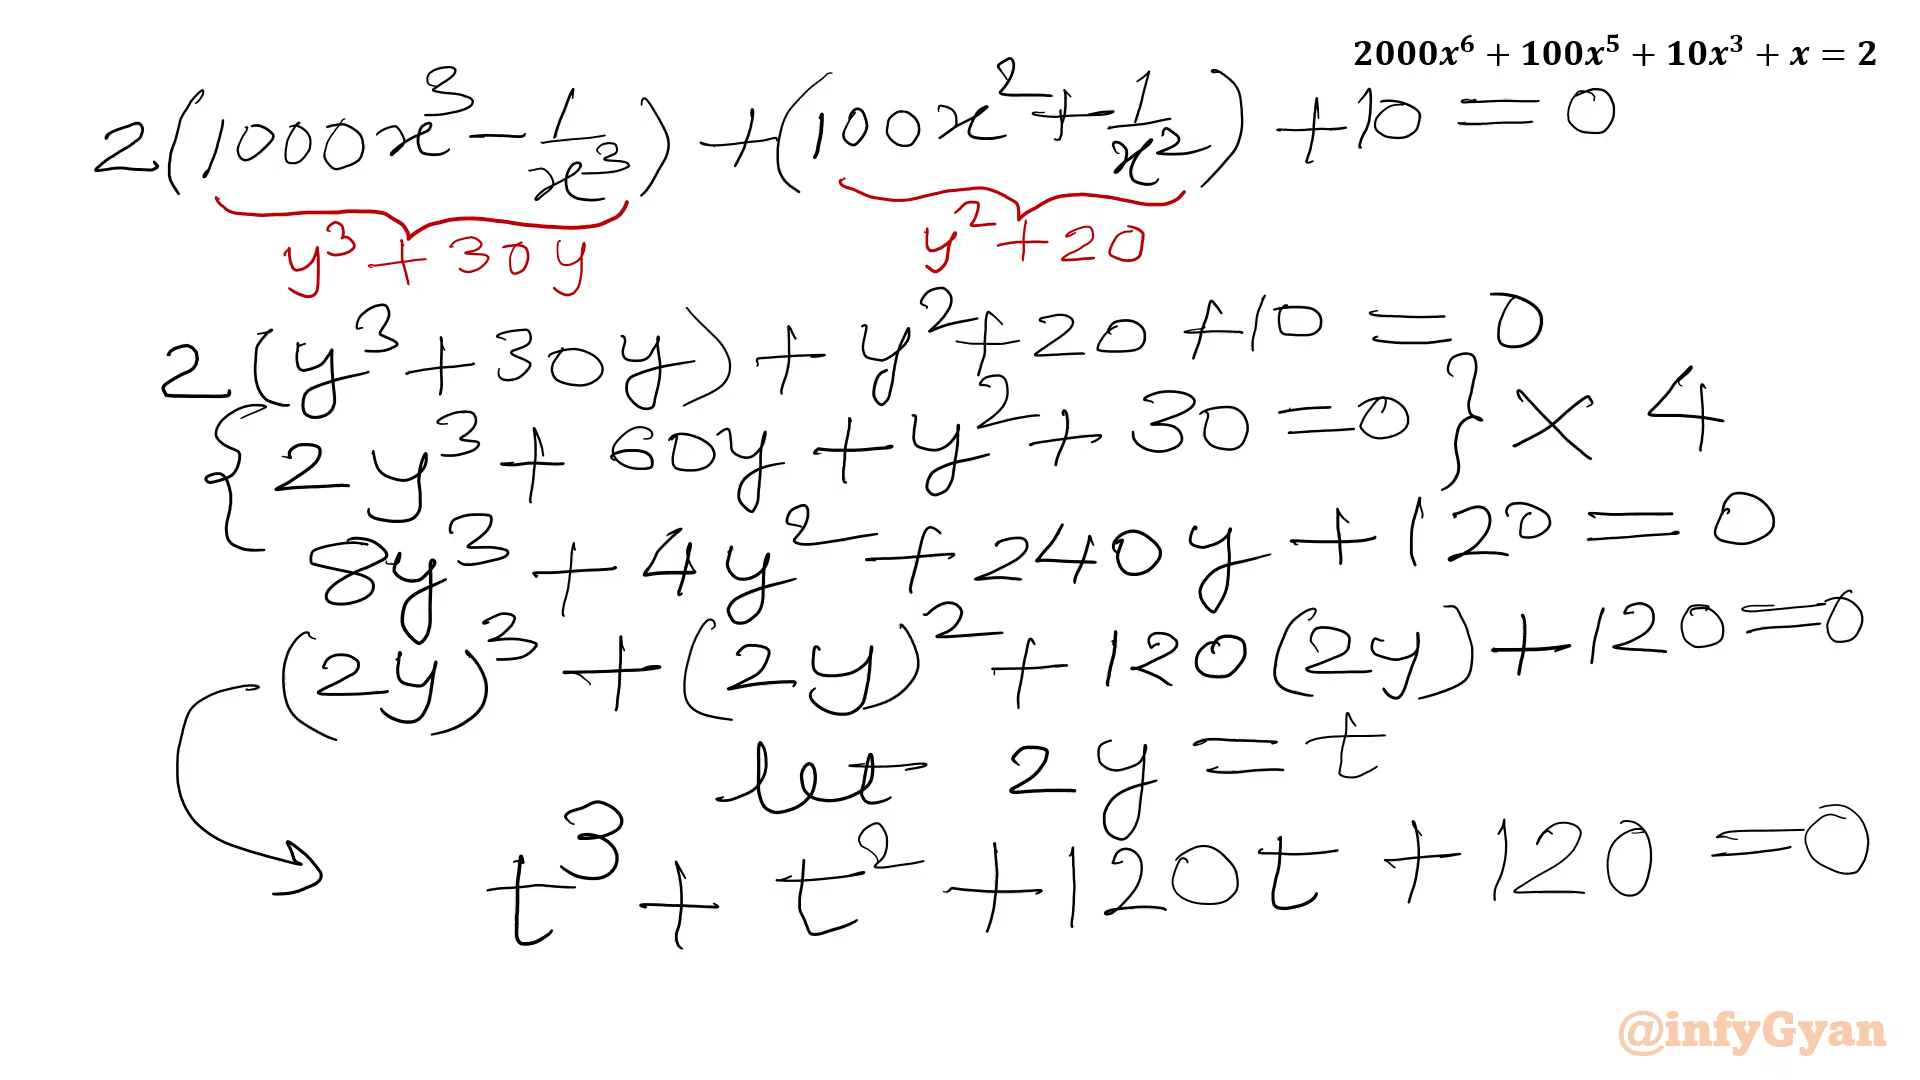 2000x⁶ + 100x⁵ + 10x³ + x = 2
2(1000x³ - 1/x³) + (100x² + 1/x²) + 10 = 0
y³ + 30y y² + 20
2(y³ + 30y) + y² + 20 + 10 = 0
{2y³ + 60y + y² + 30 = 0} × 4
8y³ + 4y² + 240y + 120 = 0
(2y)³ + (2y)² + 120(2y) + 120 = 0
let 2y = t
t³ + t² + 120t + 120 = 0
@infyGyan